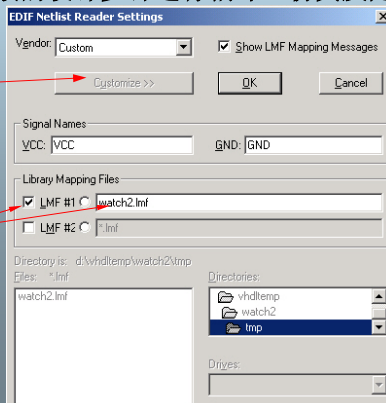 EDIF Netlist Reader Settings
Vendor: Custom
Show LMF Mapping Messages
Customize >>
OK
Cancel
Signal Names
VCC: VCC
GND: GND
Library Mapping Files
LMF #1 watch2.lmf
LMF #2 *.lmf
Directory is: d:\vhdltemp\watch2\tmp
Files: *.lmf
Directories:
watch2.lmf
vhdltemp
watch2
tmp
Drives: